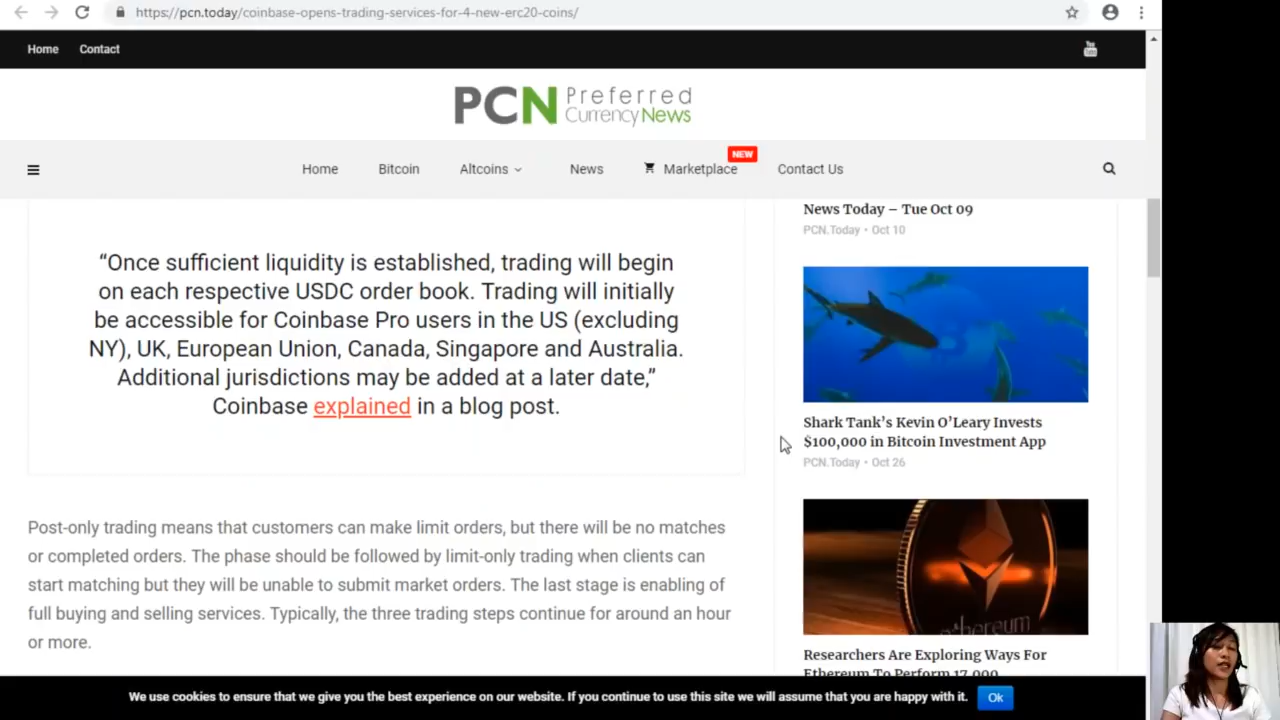 https://pcn.today/coinbase-opens-trading-services-for-4-new-erc20-coins/
Home Contact
You Tube
PCN Preferred
Currency News
Home Bitcoin Altcoins News Marketplace NEW Contact Us
“Once sufficient liquidity is established, trading will begin
on each respective USDC order book. Trading will initially
be accessible for Coinbase Pro users in the US (excluding
NY), UK, European Union, Canada, Singapore and Australia.
Additional jurisdictions may be added at a later date,”
Coinbase explained in a blog post.
Post-only trading means that customers can make limit orders, but there will be no matches
or completed orders. The phase should be followed by limit-only trading when clients can
start matching but they will be unable to submit market orders. The last stage is enabling of
full buying and selling services. Typically, the three trading steps continue for around an hour
or more.
News Today – Tue Oct 09
PCN.Today • Oct 10
Shark Tank’s Kevin O’Leary Invests
$100,000 in Bitcoin Investment App
PCN.Today • Oct 26
ethereum
Researchers Are Exploring Ways For
Ethereum To Perform 17,000
We use cookies to ensure that we give you the best experience on our website. If you continue to use this site we will assume that you are happy with it. Ok